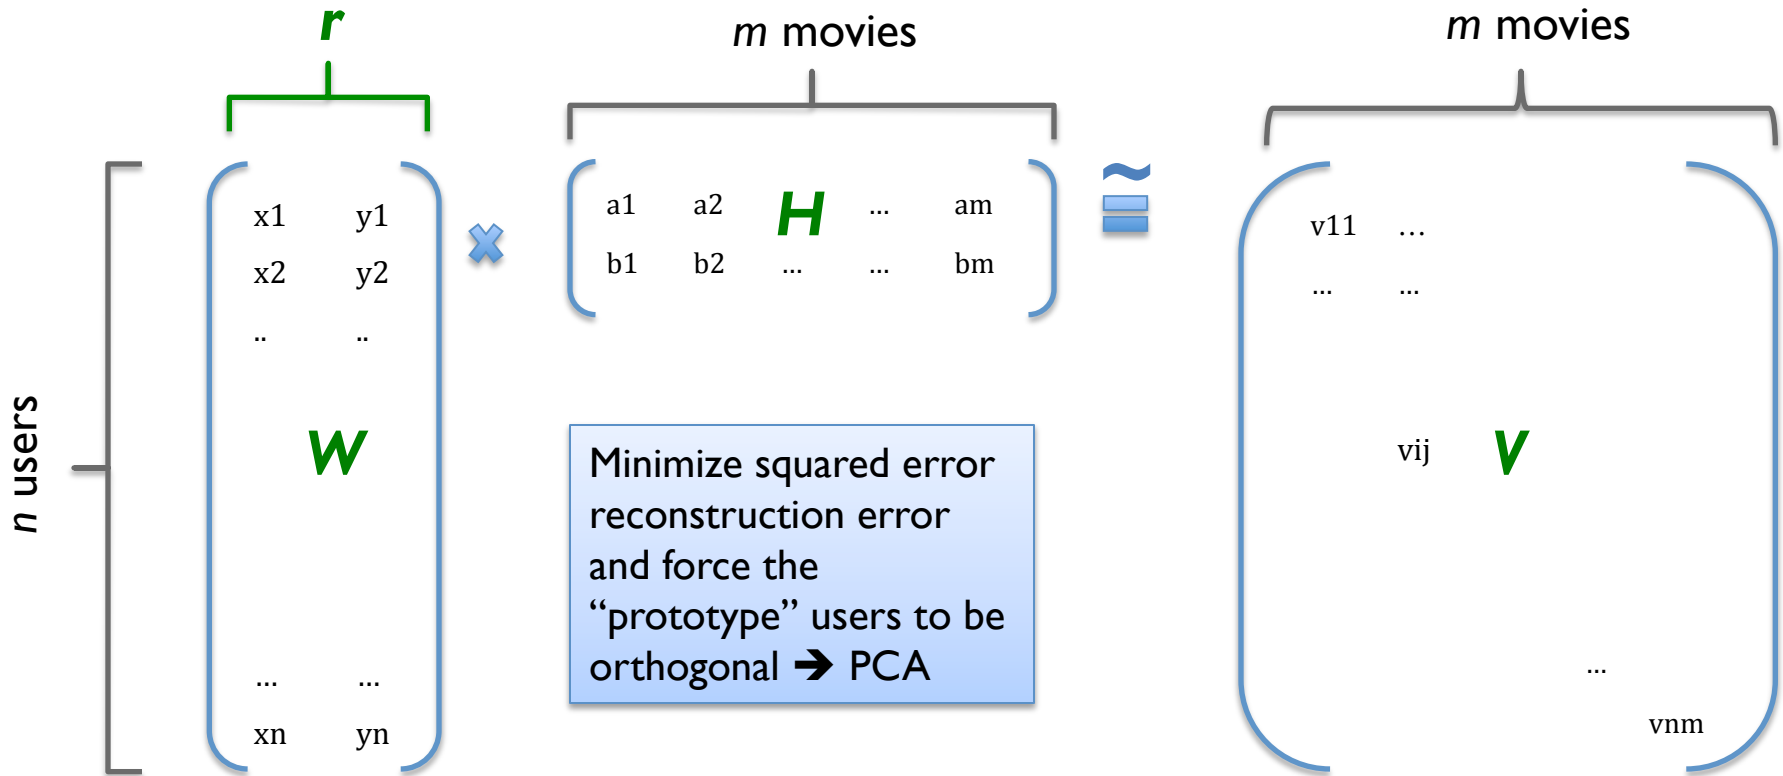 r
m movies
m movies
n users
x1 y1
x2 y2
.. ..
W
... ...
xn yn
a1 a2 H ... am
b1 b2 ... ... bm
≅
v11 ...
... ...
vij V
...
vnm
Minimize squared error
reconstruction error
and force the
“prototype” users to be
orthogonal ➔ PCA